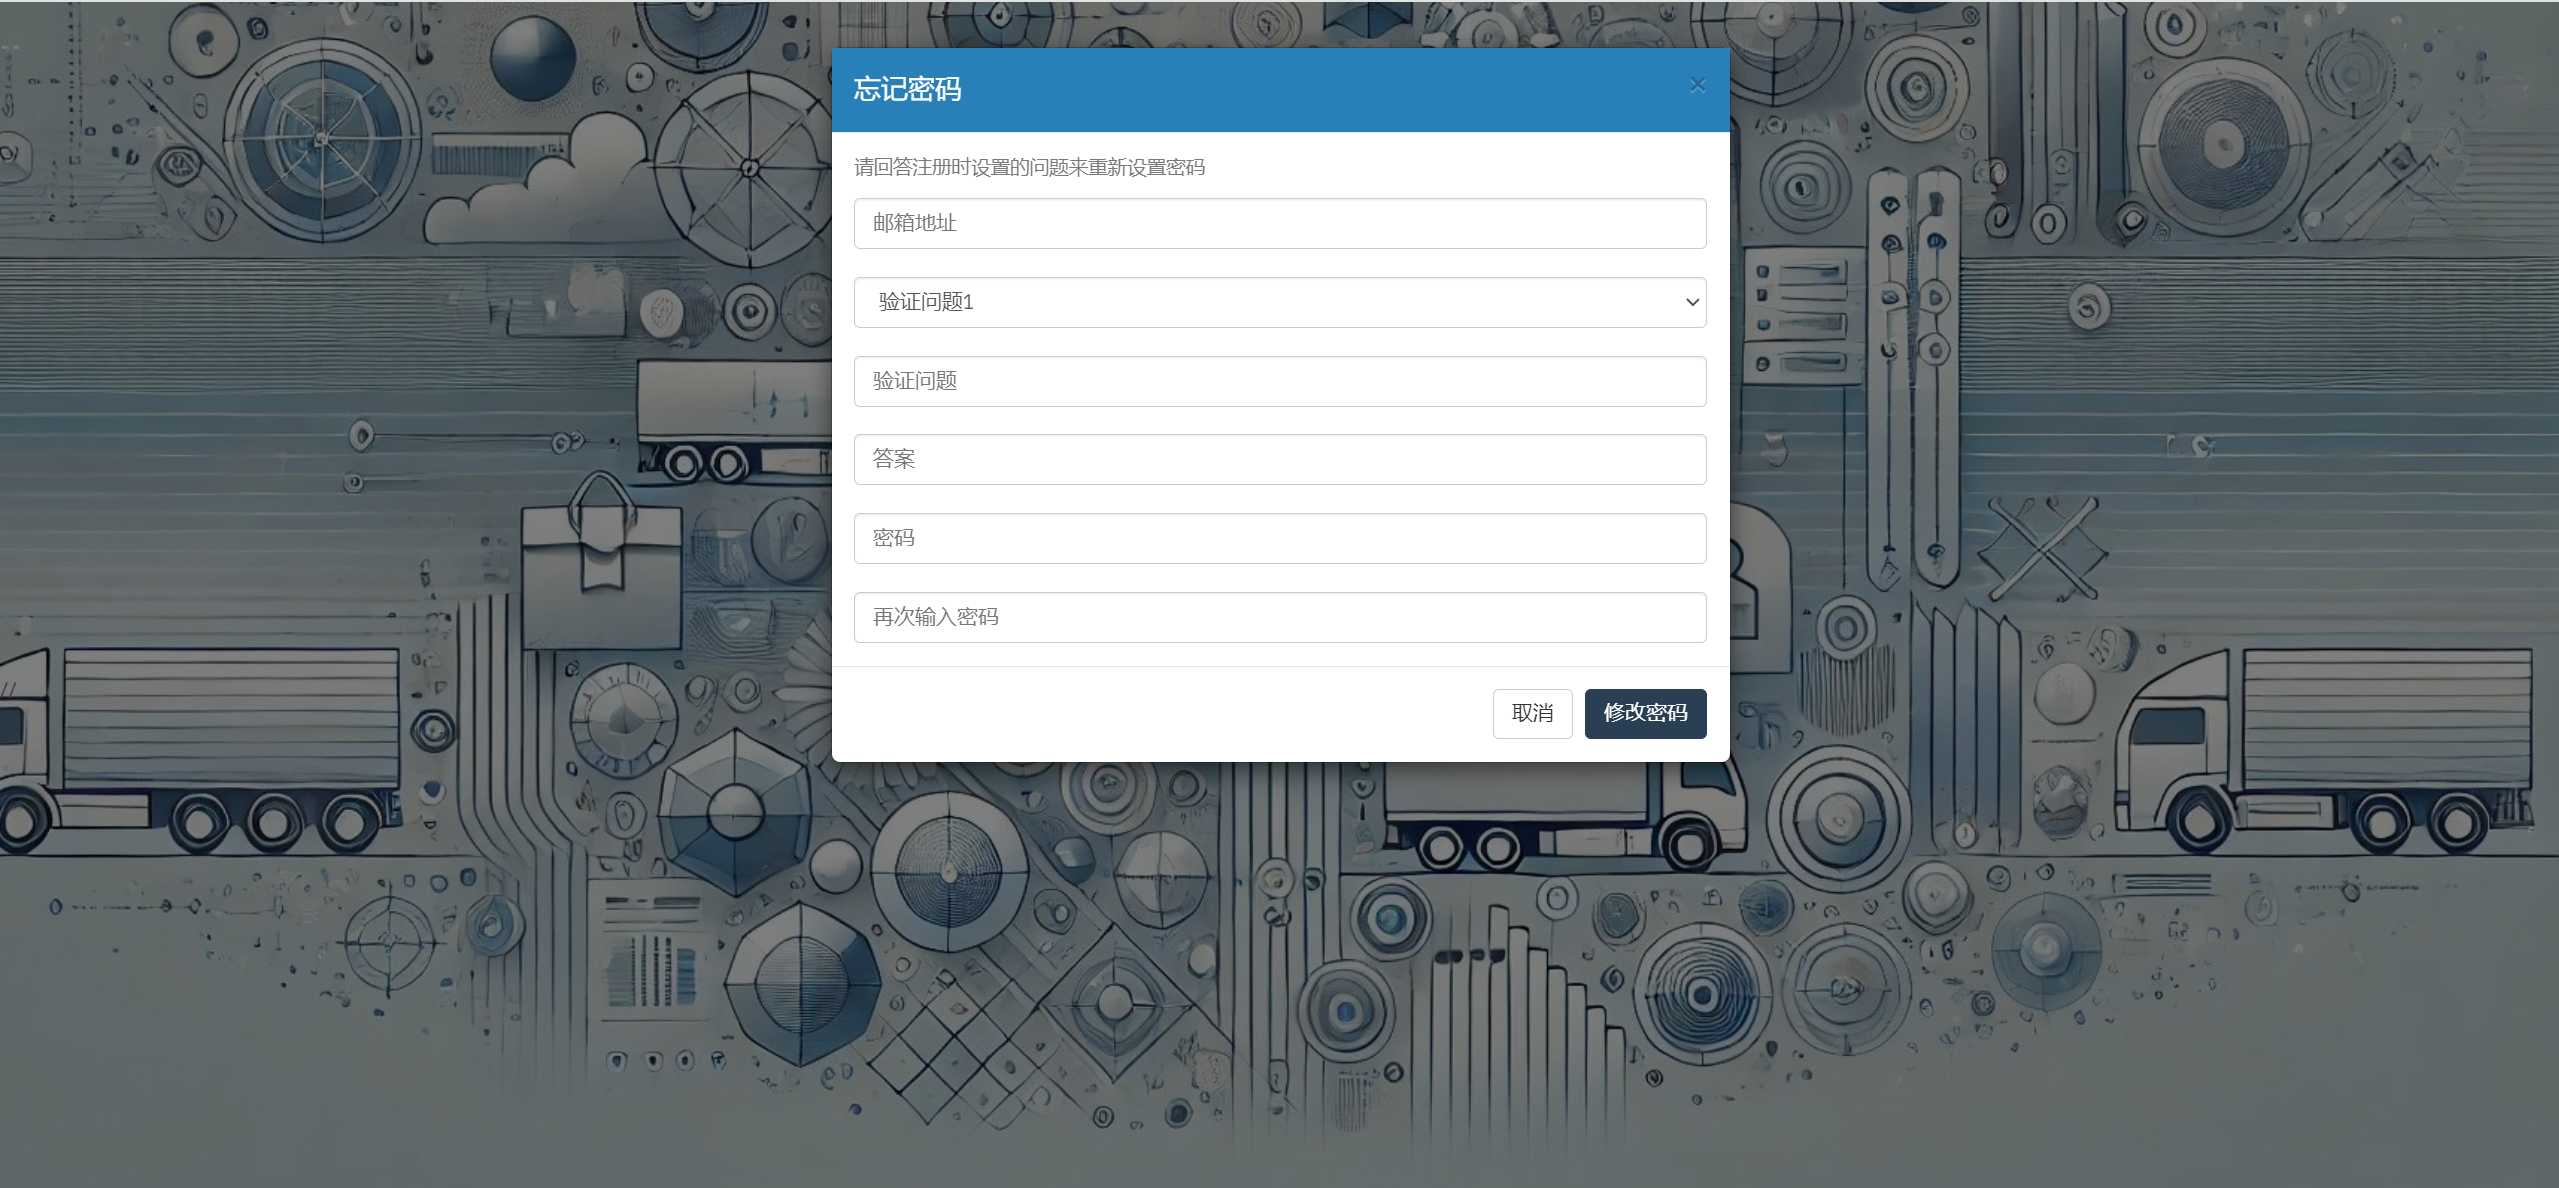 忘记密码
×
请回答注册时设置的问题来重新设置密码
邮箱地址
验证问题1
验证问题
答案
密码
再次输入密码
取消
修改密码